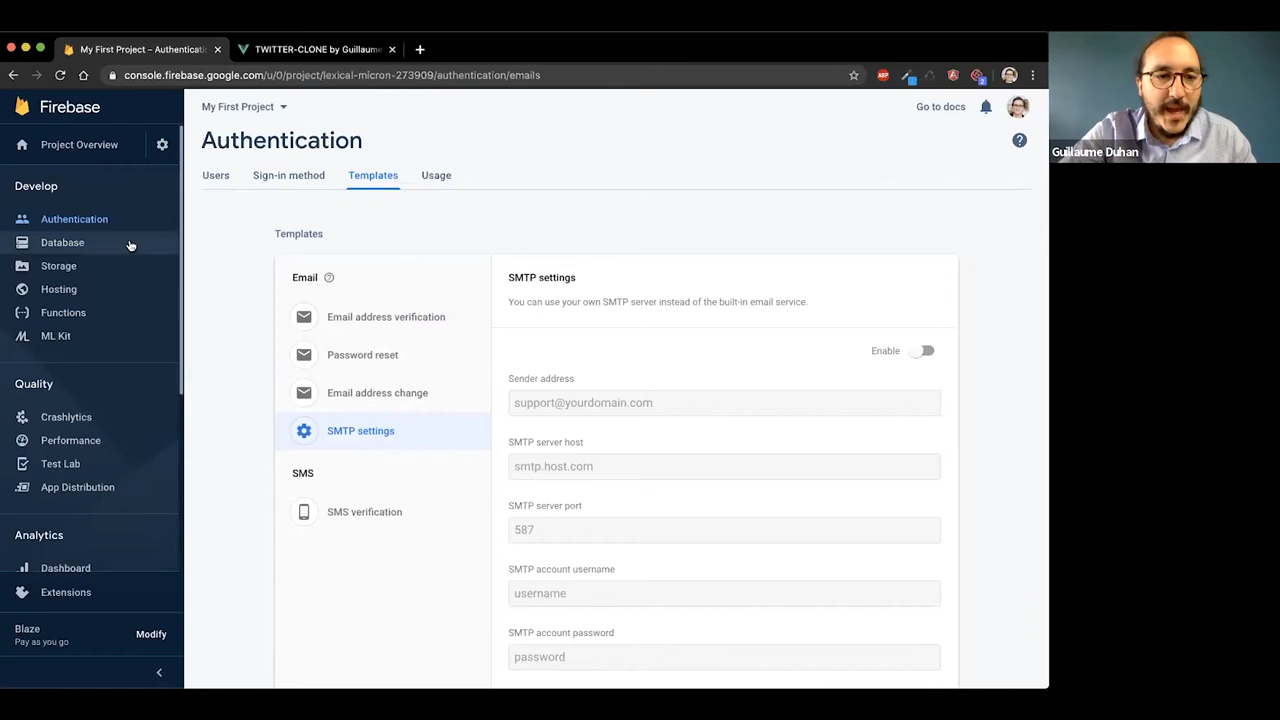 My First Project – Authenticatio
TWITTER-CLONE by Guillaume
console.firebase.google.com/u/0/project/lexical-micron-273909/authentication/emails
ABP
2
Firebase
My First Project
Go to docs
Project Overview
Authentication
Users
Sign-in method
Templates
Usage
Guillaume Duhan
Develop
Authentication
Database
Storage
Hosting
Functions
ML Kit
Quality
Crashlytics
Performance
Test Lab
App Distribution
Analytics
Dashboard
Extensions
Blaze
Pay as you go
Modify
Templates
Email
Email address verification
Password reset
Email address change
SMTP settings
SMS
SMS verification
SMTP settings
You can use your own SMTP server instead of the built-in email service.
Enable
Sender address
support@yourdomain.com
SMTP server host
smtp.host.com
SMTP server port
587
SMTP account username
username
SMTP account password
password